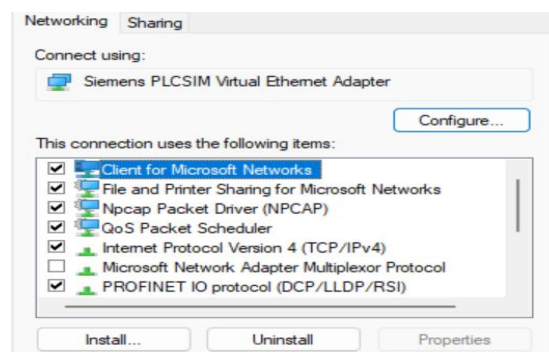 Networking Sharing
Connect using:
Siemens PLCSIM Virtual Ethernet Adapter
Configure...
This connection uses the following items:
Client for Microsoft Networks
File and Printer Sharing for Microsoft Networks
Npcap Packet Driver (NPCAP)
QoS Packet Scheduler
Internet Protocol Version 4 (TCP/IPv4)
Microsoft Network Adapter Multiplexor Protocol
PROFINET IO protocol (DCP/LLDP/RSI)
Install... Uninstall Properties